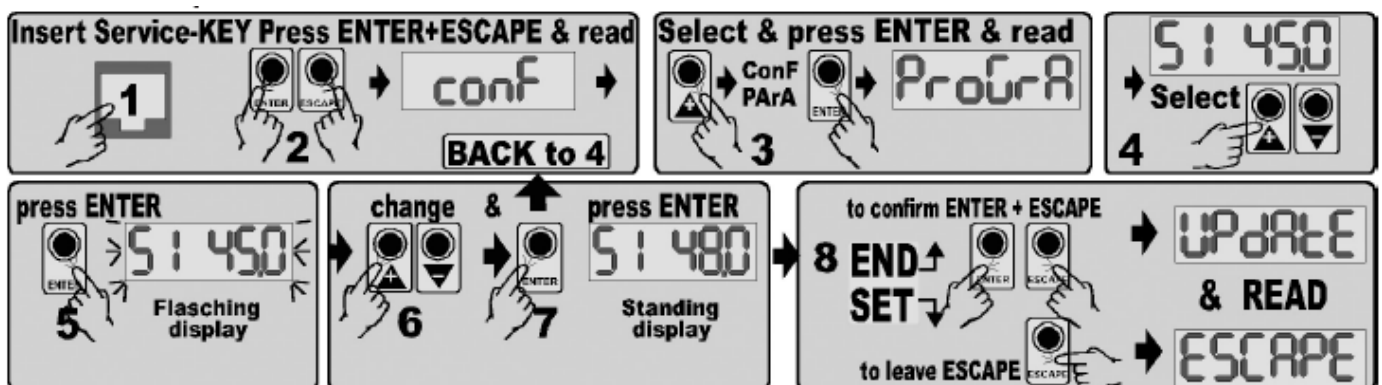 Insert Service-KEY Press ENTER+ESCAPE & read
1
ENTER
ESCAPE
2
conF
BACK to 4
Select & press ENTER & read
ConF
PArA
ENTER
ProGrA
3
S1 45.0
Select
4
press ENTER
ENTER
S1 45.0
5
Flasching
display
change & press ENTER
ENTER
S1 48.0
6
7
Standing
display
to confirm ENTER + ESCAPE
8 END
SET
ENTER
ESCAPE
UPdAtE
& READ
to leave ESCAPE
ESCAPE
ESCAPE